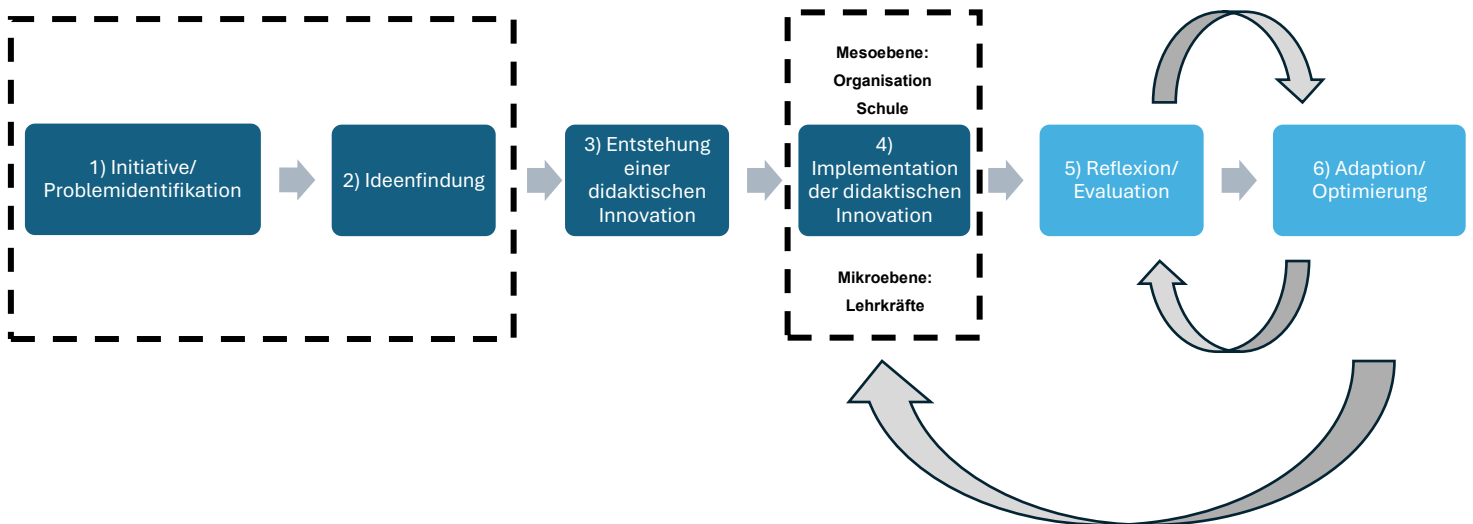 1) Initiative/
Problemidentifikation
2) Ideenfindung
3) Entstehung
einer
didaktischen
Innovation
Mesoebene:
Organisation
Schule
4)
Implementation
der didaktischen
Innovation
Mikroebene:
Lehrkräfte
5) Reflexion/
Evaluation
6) Adaption/
Optimierung